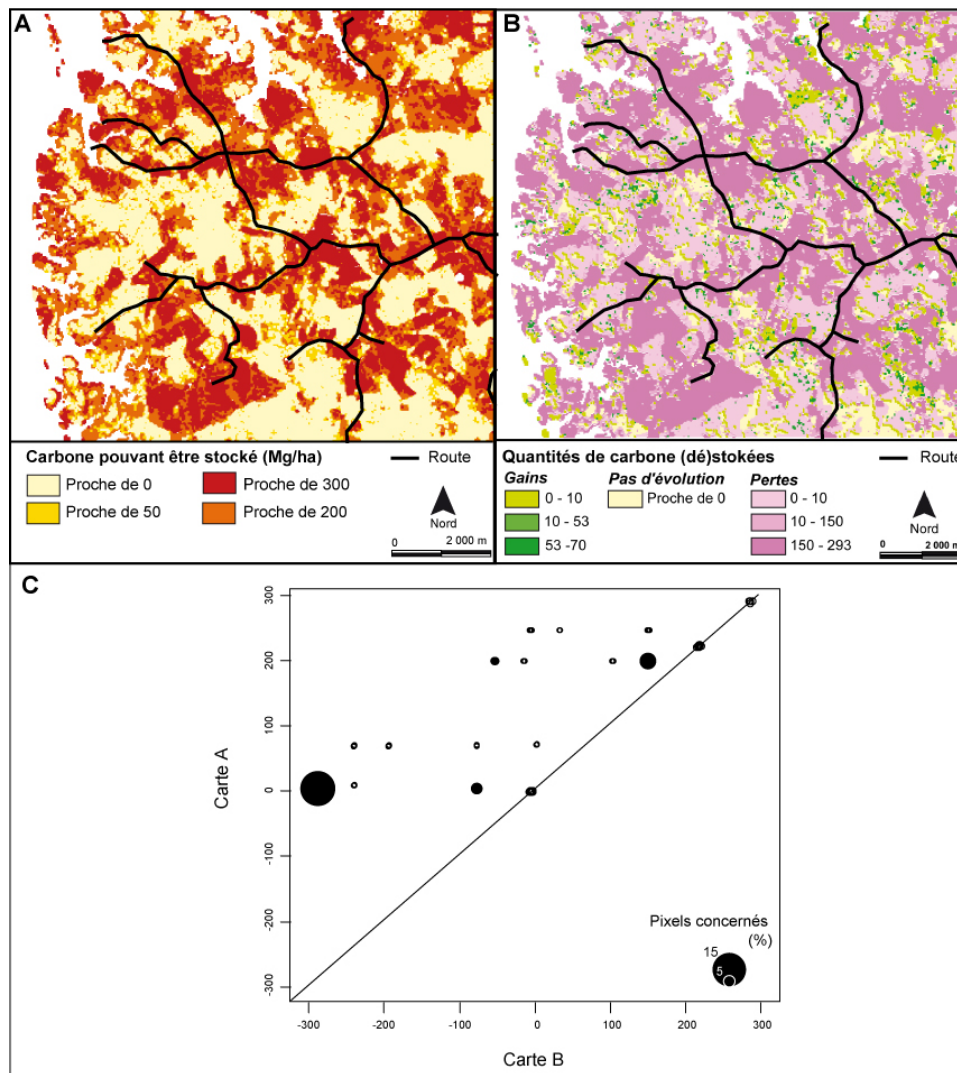 A
B
Carbone pouvant être stocké (Mg/ha)
Route
Proche de 0
Proche de 300
Proche de 50
Proche de 200
Nord
0
2 000 m
Quantités de carbone (dé)stokées
Route
Gains
Pas d'évolution
Pertes
0 - 10
Proche de 0
0 - 10
10 - 53
10 - 150
53 -70
150 - 293
Nord
0
2 000 m
C
300
200
100
0
-100
-200
-300
Carte A
Pixels concernés
(%)
15
5
-300
-200
-100
0
100
200
300
Carte B